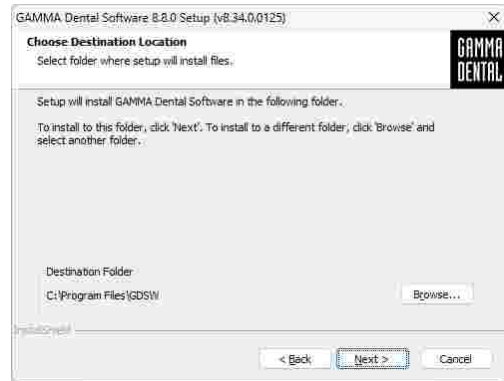 GAMMA Dental Software 8.8.0 Setup (v8.34.0.0125)
Choose Destination Location
Select folder where setup will install files.
GAMMA
DENTAL
Setup will install GAMMA Dental Software in the following folder.
To install to this folder, click 'Next'. To install to a different folder, click 'Browse' and
select another folder.
Destination Folder
C:\Program Files\GDSW
Browse...
InstallShield
< Back
Next >
Cancel